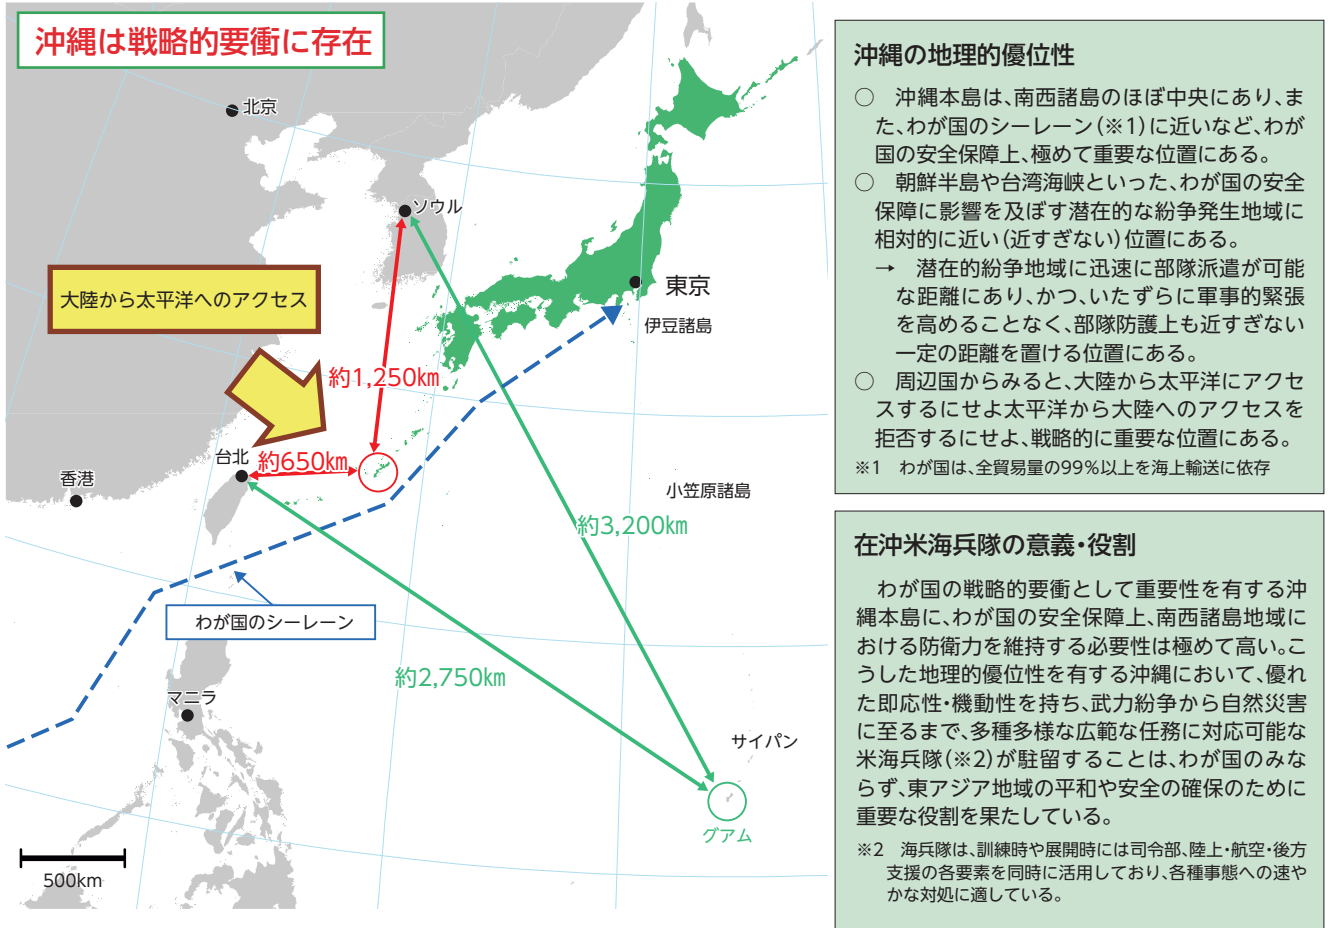 沖縄は戦略的要衝に存在
北京
ソウル
東京
伊豆諸島
大陸から太平洋へのアクセス
約1,250km
台北
約650km
香港
小笠原諸島
約3,200km
わが国のシーレーン
約2,750km
マニラ
サイパン
グアム
500km
沖縄の地理的優位性
○ 沖縄本島は、南西諸島のほぼ中央にあり、ま
た、わが国のシーレーン(※1)に近いなど、わが
国の安全保障上、極めて重要な位置にある。
○ 朝鮮半島や台湾海峡といった、わが国の安全
保障に影響を及ぼす潜在的な紛争発生地域に
相対的に近い(近すぎない)位置にある。
→ 潜在的紛争地域に迅速に部隊派遣が可能
な距離にあり、かつ、いたずらに軍事的緊張
を高めることなく、部隊防護上も近すぎない
一定の距離を置ける位置にある。
○ 周辺国からみると、大陸から太平洋にアクセ
スするにせよ太平洋から大陸へのアクセスを
拒否するにせよ、戦略的に重要な位置にある。
※1 わが国は、全貿易量の99%以上を海上輸送に依存
在沖米海兵隊の意義・役割
わが国の戦略的要衝として重要性を有する沖
縄本島に、わが国の安全保障上、南西諸島地域に
おける防衛力を維持する必要性は極めて高い。こ
うした地理的優位性を有する沖縄において、優れ
た即応性・機動性を持ち、武力紛争から自然災害
に至るまで、多種多様な広範な任務に対応可能な
米海兵隊(※2)が駐留することは、わが国のみな
らず、東アジア地域の平和や安全の確保のために
重要な役割を果たしている。
※2 海兵隊は、訓練時や展開時には司令部、陸上・航空・後方
支援の各要素を同時に活用しており、各種事態への速や
かな対処に適している。